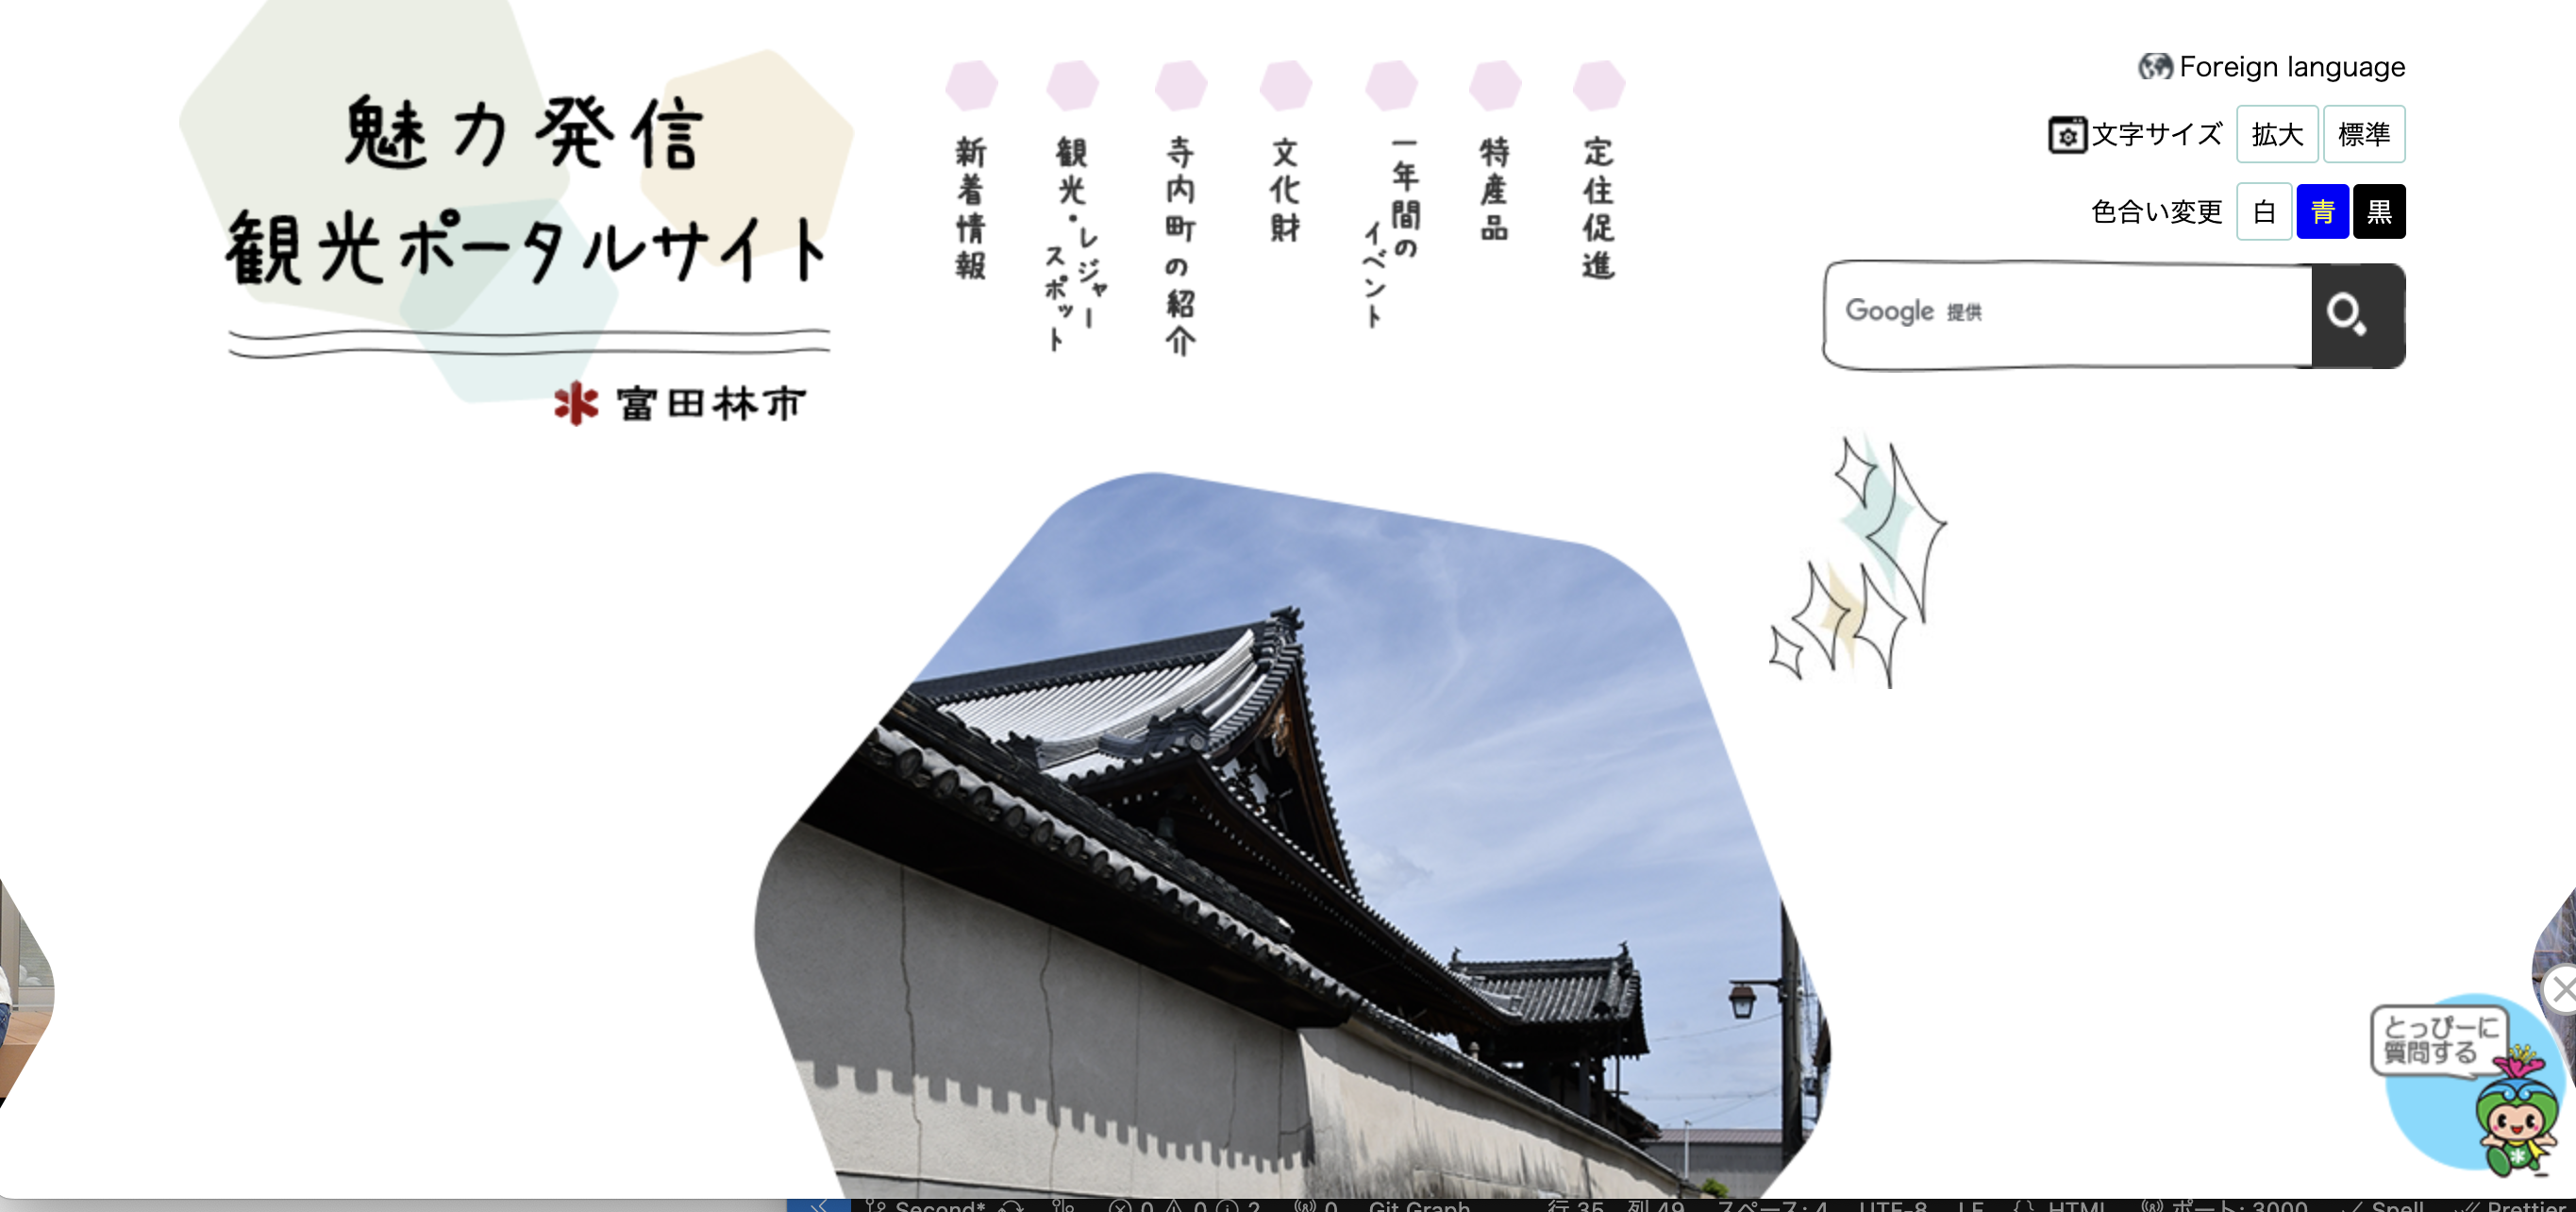 魅力発信
観光ポータルサイト
富田林市
新着情報
観光・レジャー
スポット
寺内町の紹介
文化財
一年間の
イベント
特産品
定住促進
Foreign language
文字サイズ 拡大 標準
色合い変更 白 青 黒
Google 提供
とっぴーに
質問する
Second* 0 0 2 0 Git Graph 行 35、列 49 スペース: 4 UTF-8 LF {} HTML ポート: 3000 Spell Prettier